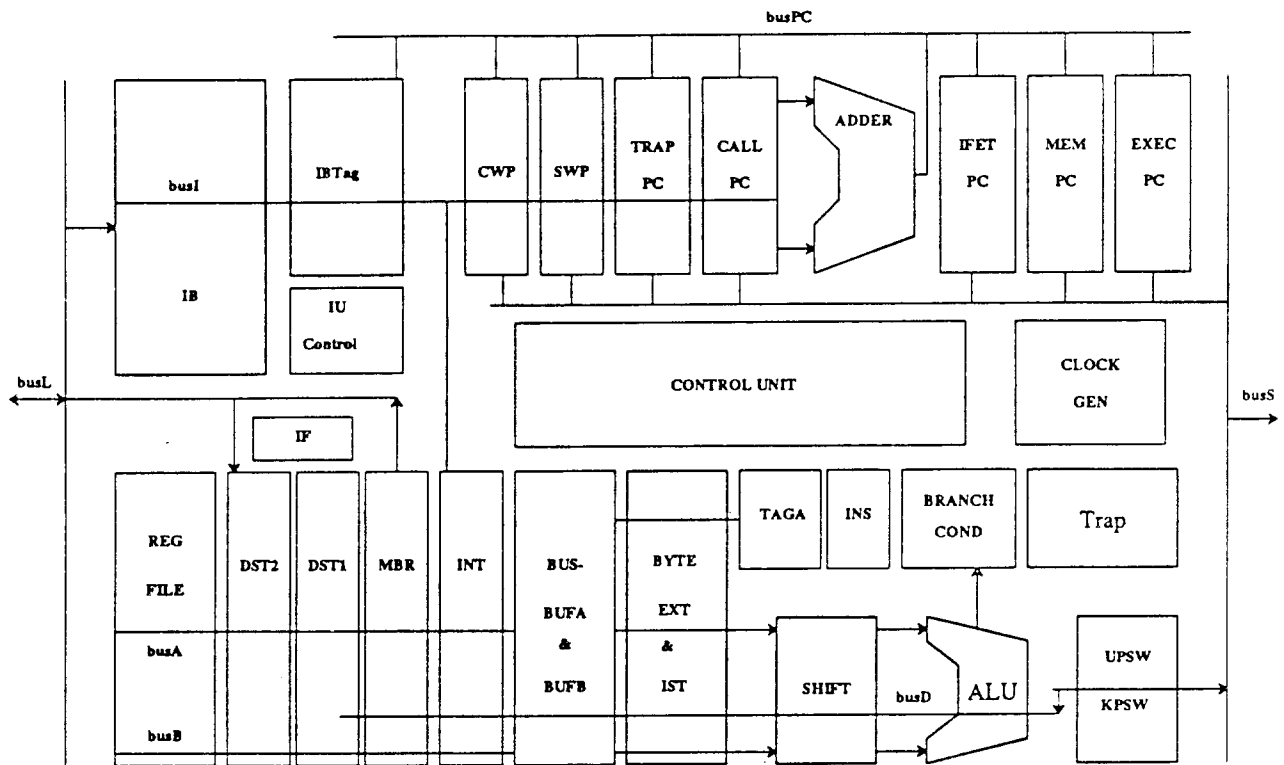 busPC
busI
IB
IBTag
IU
Control
CWP
SWP
TRAP
PC
CALL
PC
ADDER
IFET
PC
MEM
PC
EXEC
PC
busL
IF
CONTROL UNIT
CLOCK
GEN
busS
REG
FILE
DST2
DST1
MBR
INT
BUS-
BUFA
&
BUFB
BYTE
EXT
&
IST
TAGA
INS
BRANCH
COND
Trap
busA
busB
SHIFT
busD
ALU
UPSW
KPSW